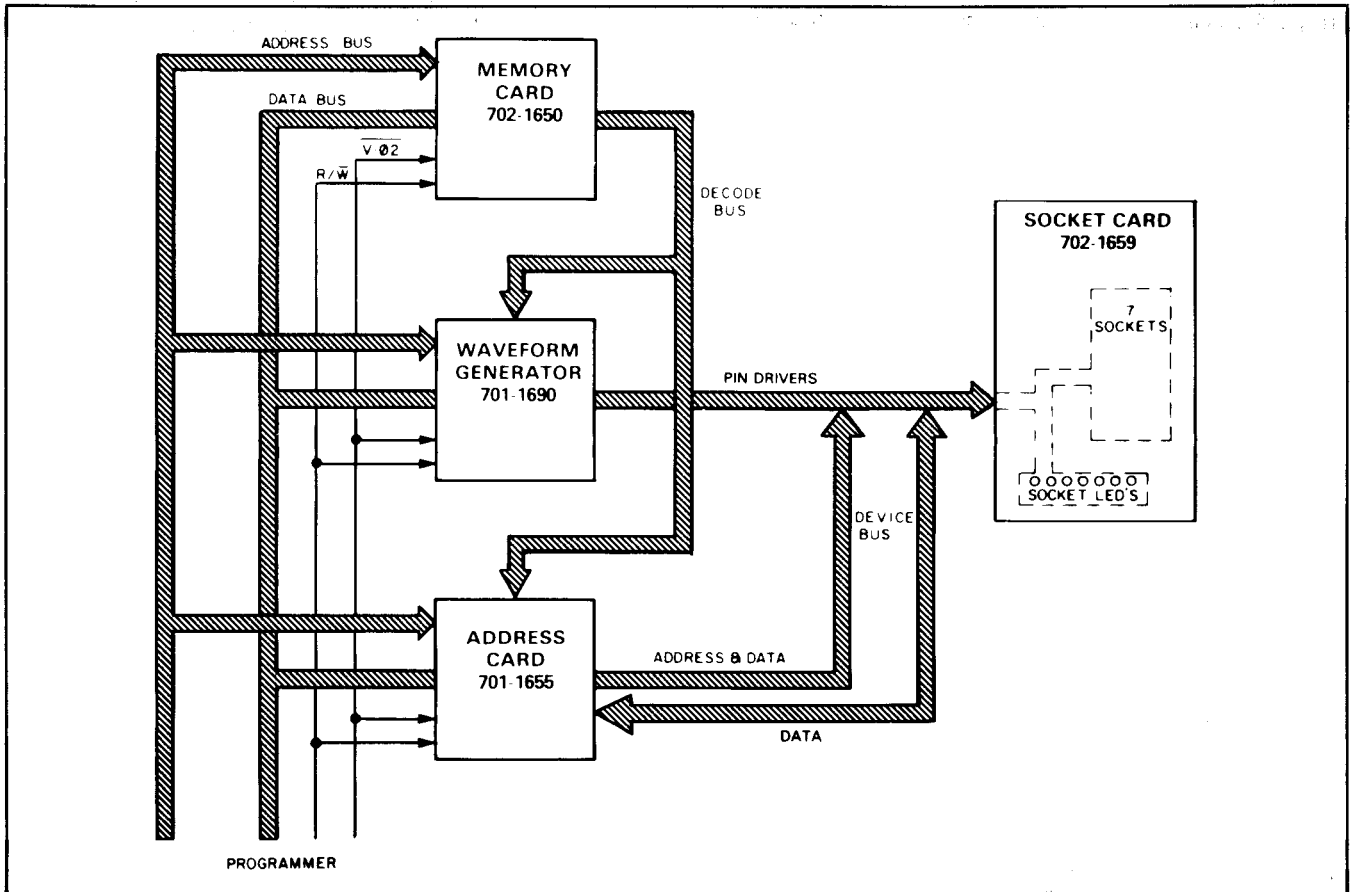 ADDRESS BUS
MEMORY
CARD
702-1650
DATA BUS
V·Ø2
R/W̅
DECODE
BUS
SOCKET CARD
702-1659
7
SOCKETS
WAVEFORM
GENERATOR
701-1690
PIN DRIVERS
SOCKET LED'S
DEVICE
BUS
ADDRESS
CARD
701-1655
ADDRESS & DATA
DATA
PROGRAMMER